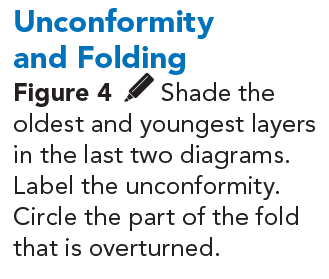 Unconformity
and Folding
Figure 4 Shade the
oldest and youngest layers
in the last two diagrams.
Label the unconformity.
Circle the part of the fold
that is overturned.